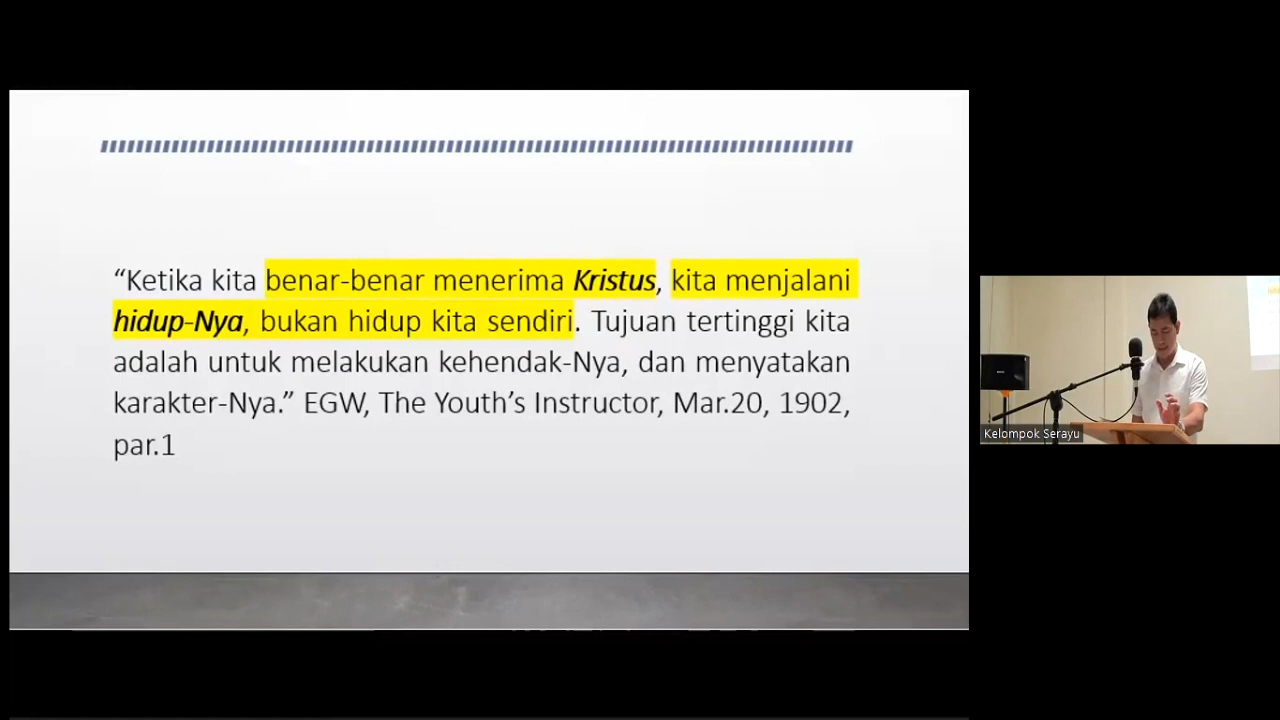 “Ketika kita benar-benar menerima Kristus, kita menjalani
hidup-Nya, bukan hidup kita sendiri. Tujuan tertinggi kita
adalah untuk melakukan kehendak-Nya, dan menyatakan
karakter-Nya.” EGW, The Youth’s Instructor, Mar.20, 1902,
par.1
Kelompok Serayu